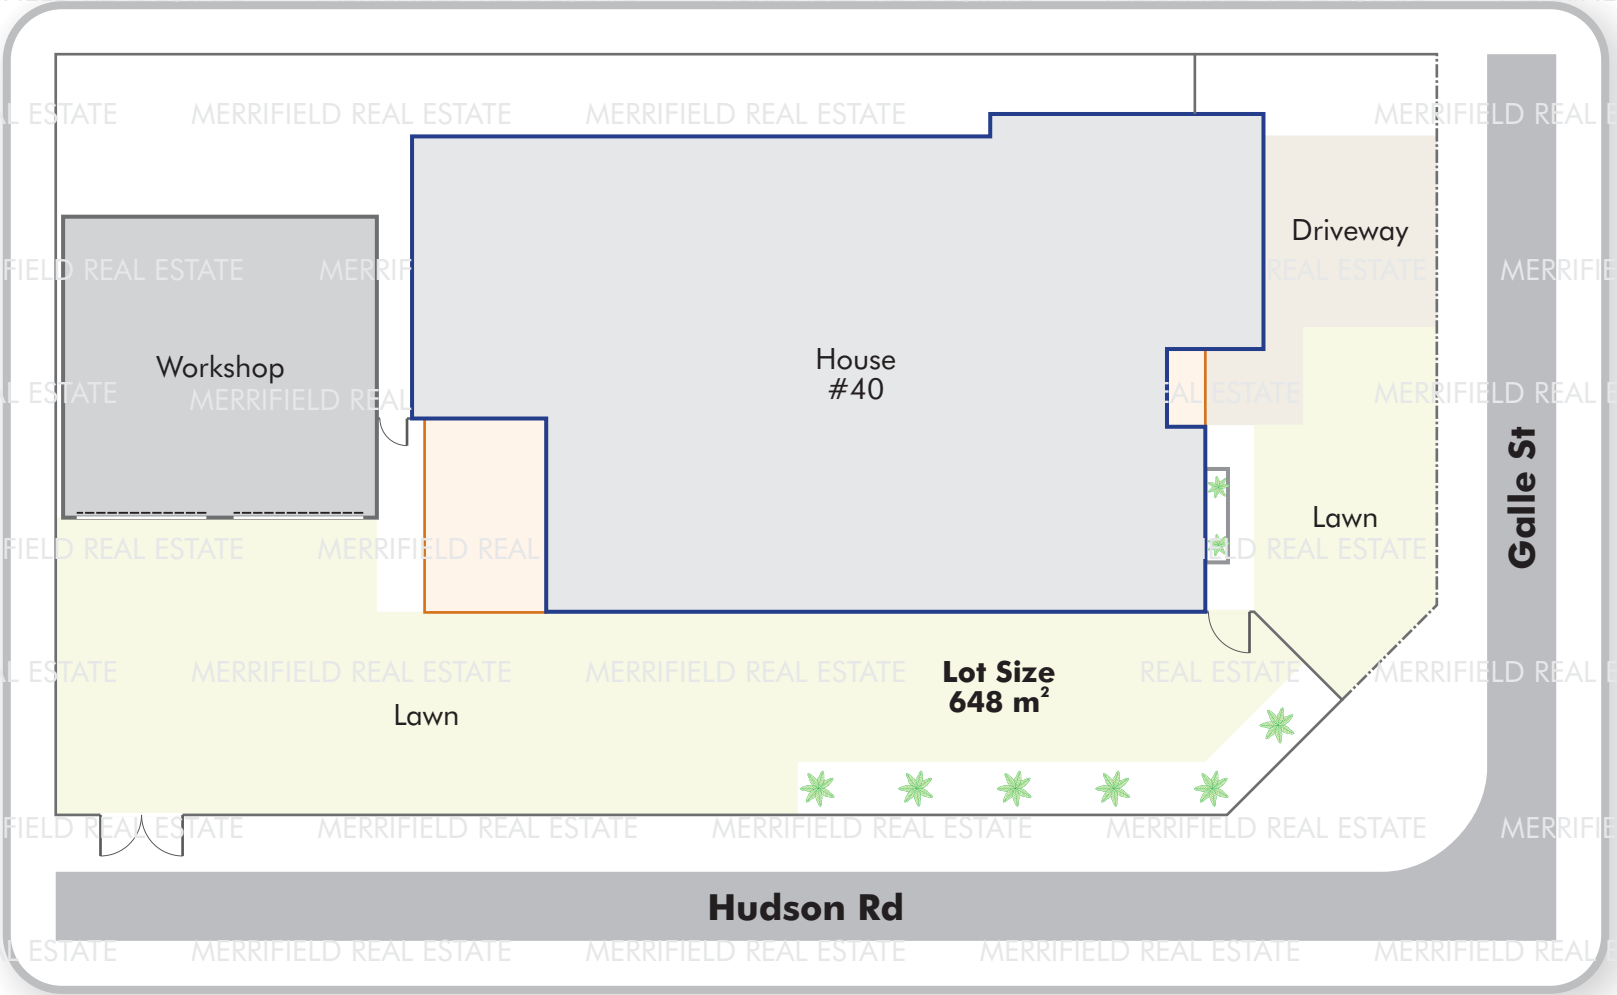 MERRIFIELD REAL ESTATE
Driveway
Workshop
House
#40
Galle St
Lawn
Lot Size
648 m²
Lawn
Hudson Rd